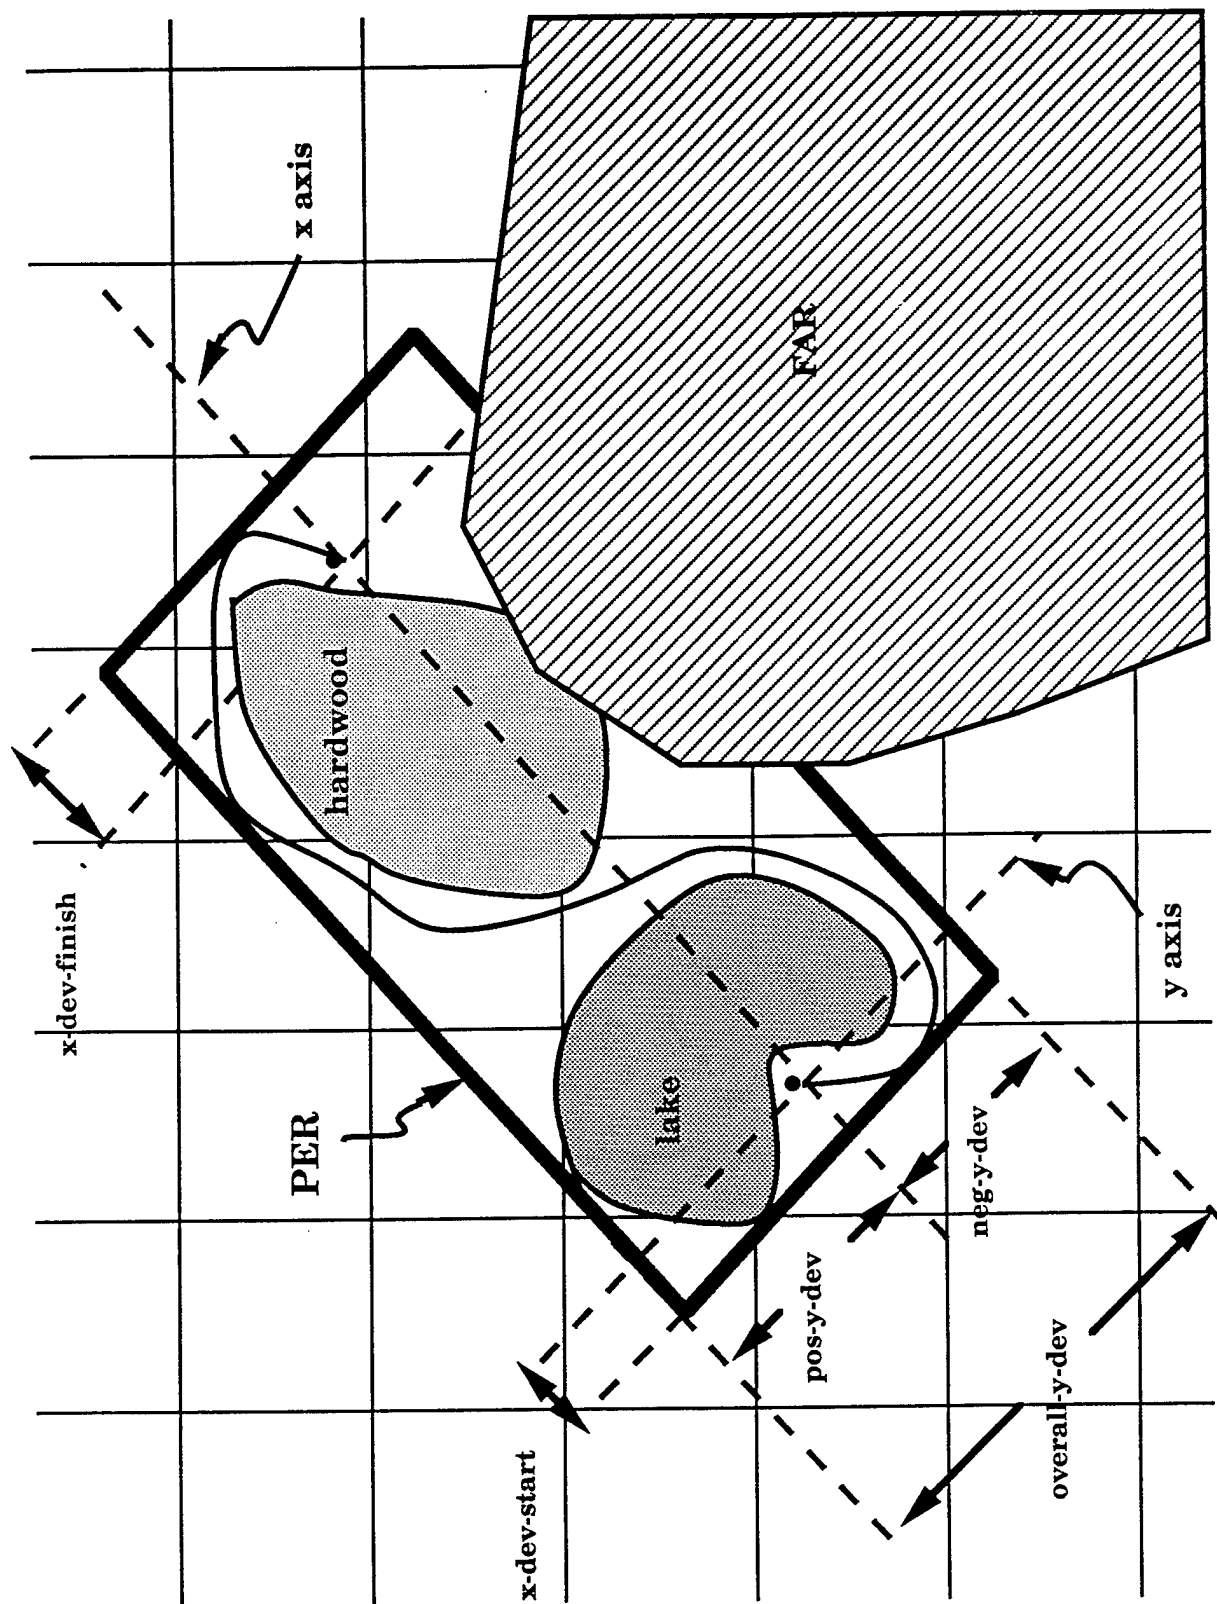 x axis
FAR
hardwood
x-dev-finish
PER
lake
y axis
neg-y-dev
pos-y-dev
overall-y-dev
x-dev-start